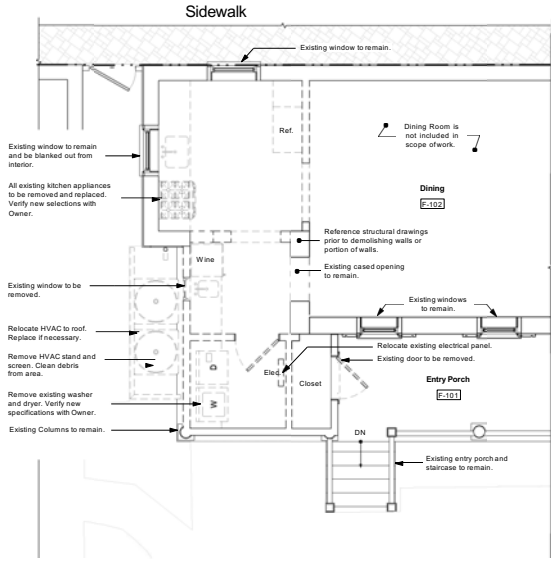 Sidewalk
Existing window to remain.
Ref.
Dining Room is
not included in
scope of work.
Existing window to remain
and be blanked out from
interior.
All existing kitchen appliances
to be removed and replaced.
Verify new selections with
Owner.
Dining
F-102
Reference structural drawings
prior to demolishing walls or
portion of walls.
Wine
Existing cased opening
to remain.
Existing window to be
removed.
Existing windows
to remain.
Relocate HVAC to roof.
Replace if necessary.
Relocate existing electrical panel.
Remove HVAC stand and
screen. Clean debris
from area.
D
Elec.
Existing door to be removed.
Closet
Entry Porch
F-101
Remove existing washer
and dryer. Verify new
specifications with Owner.
W
Existing Columns to remain.
DN
Existing entry porch and
staircase to remain.